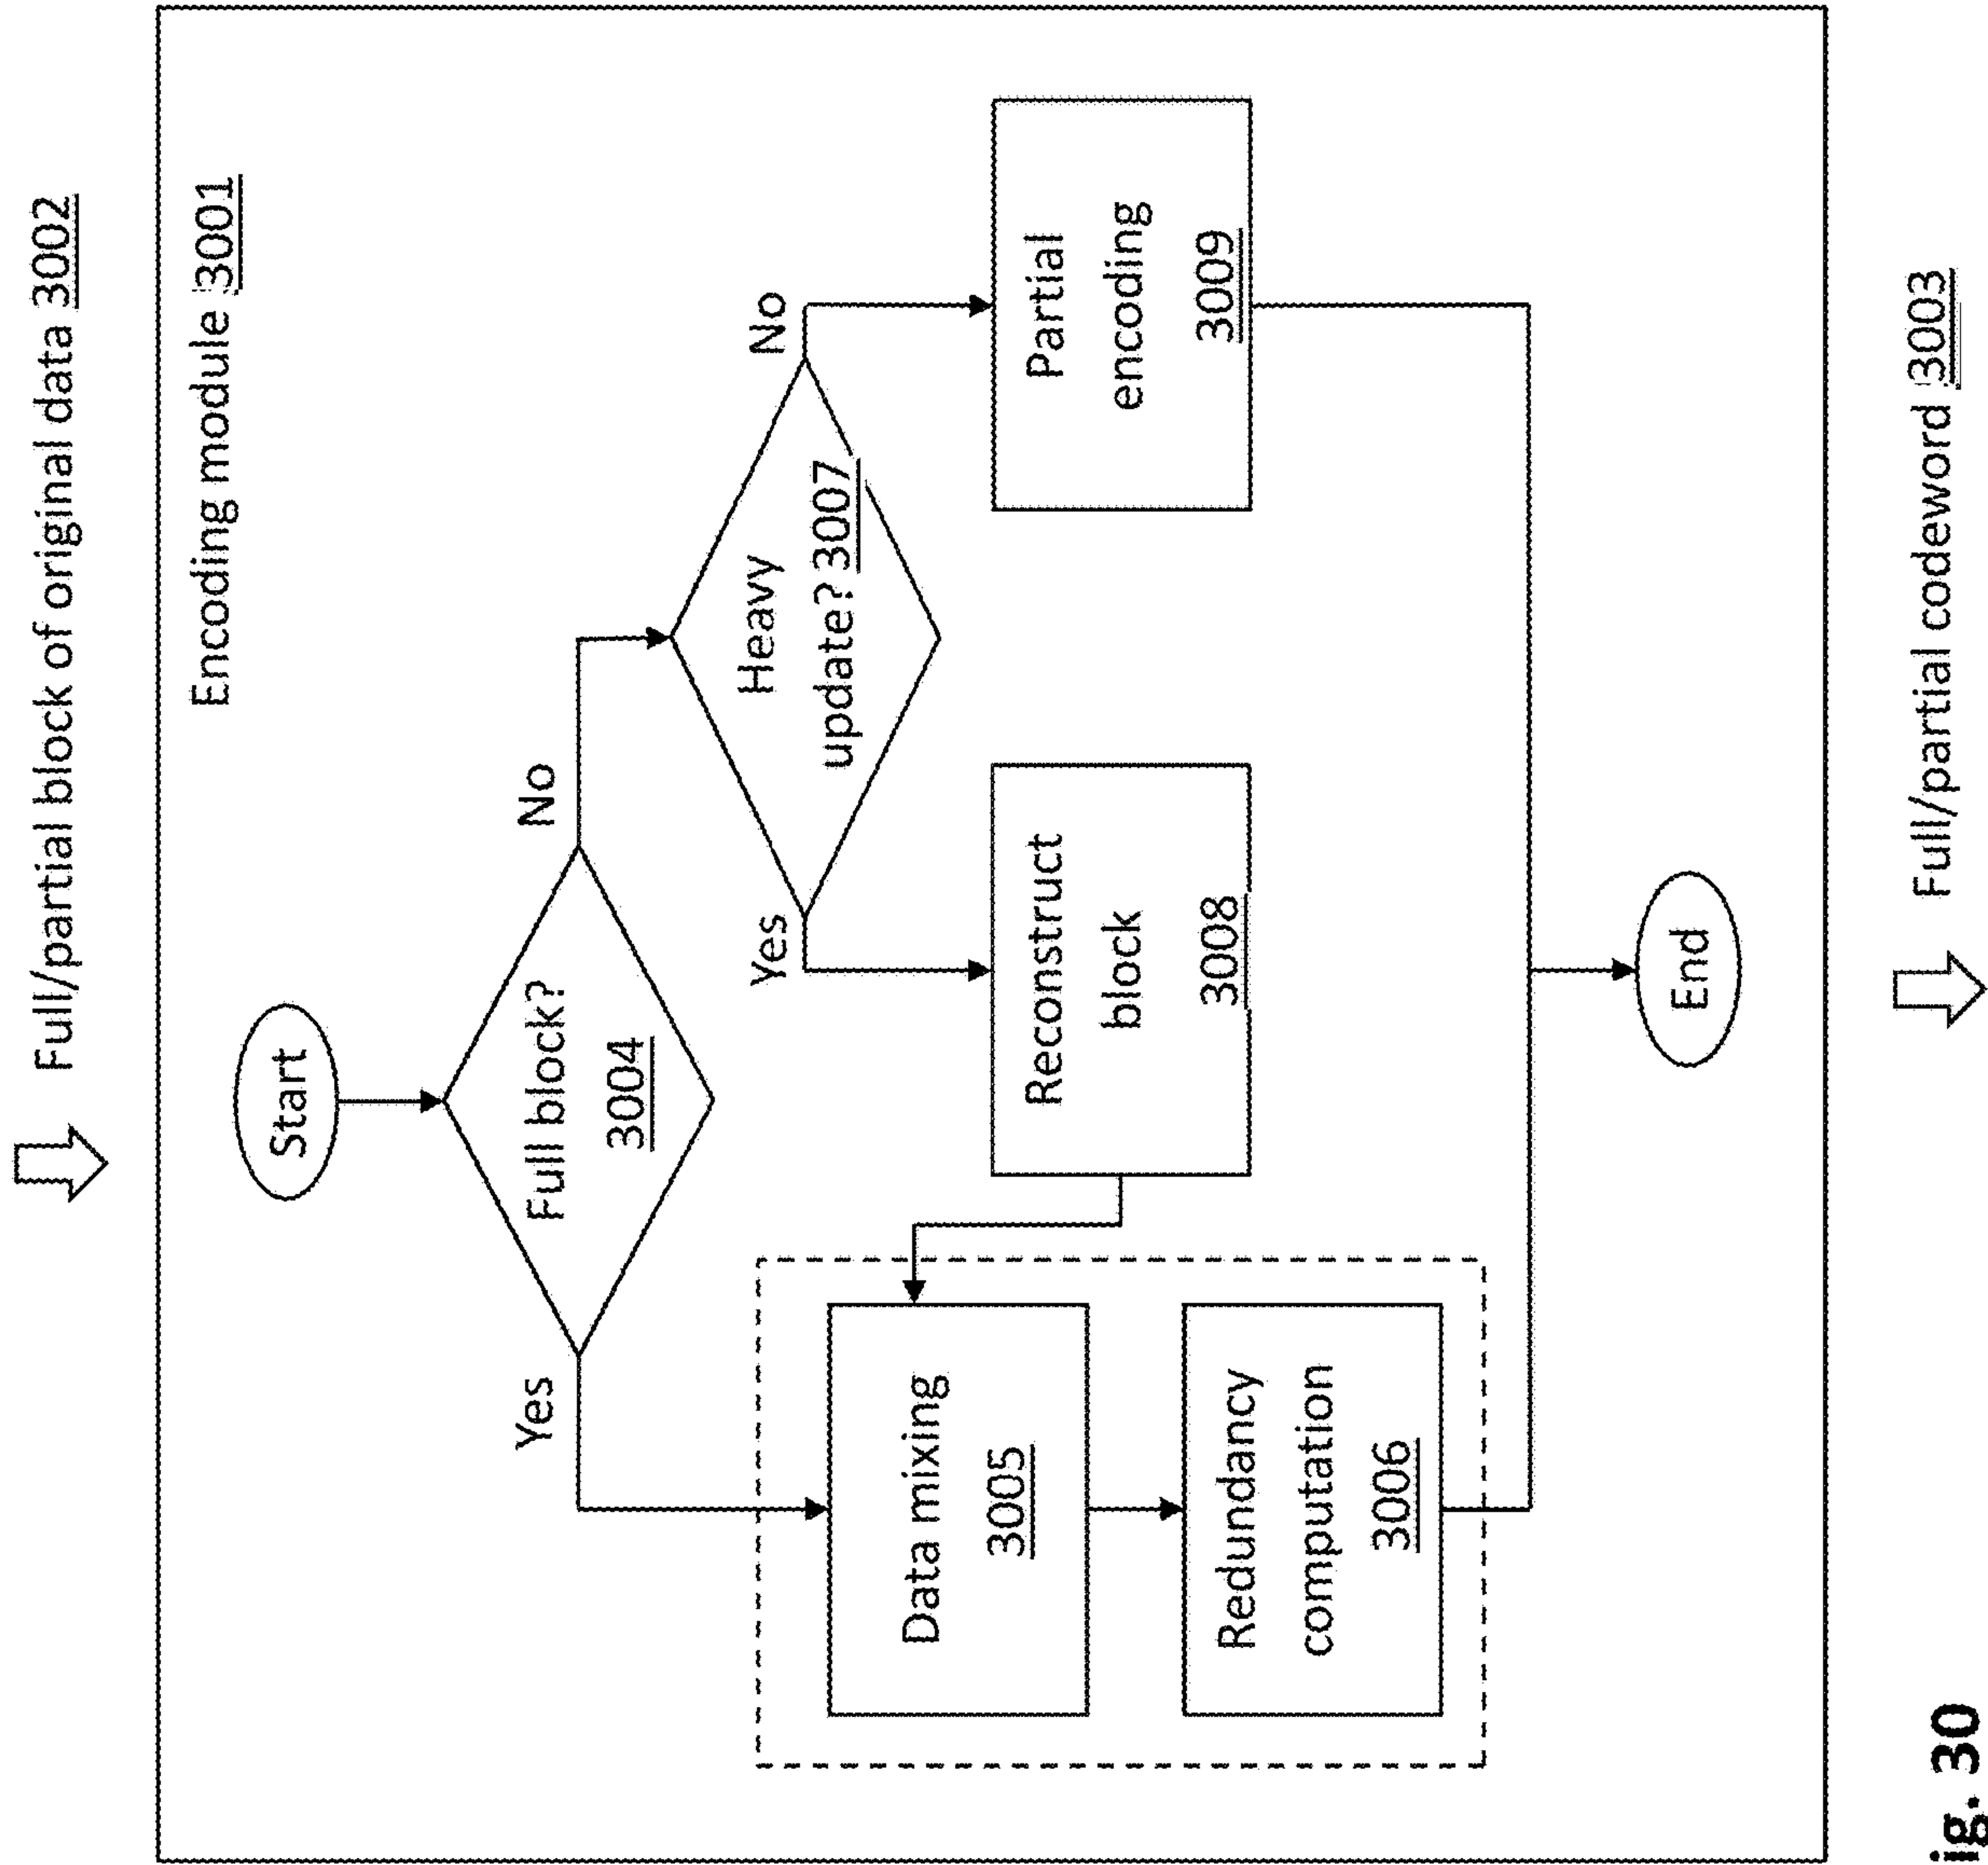 Full/partial block of original data 3002
Encoding module 3001
Start
Full block?
3004
Yes
No
Heavy
update? 3007
Yes
No
Data mixing
3005
Reconstruct
block
3008
Partial
encoding
3009
Redundancy
computation
3006
End
Full/partial codeword 3003
ig. 30